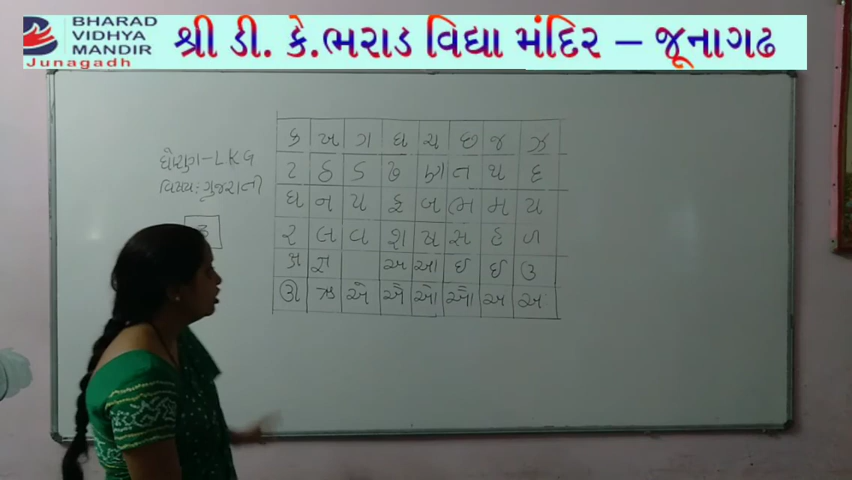 BHARAD
VIDHYA
MANDIR
Junagadh
શ્રી ડી. કે.ભરાડ વિદ્યા મંદિર – જૂનાગઢ
ધોરણ-LKG
વિષય:ગુજરાતી
ક ખ ગ ઘ ચ છ જ ઝ
ટ ઠ ડ ઢ ણ ત થ દ
ધ ન પ ફ બ ભ મ ય
ર લ વ શ ષ સ હ ળ
ક્ષ જ્ઞ અ આ ઇ ઈ ઉ
ઊ ઋ એ ઐ ઓ ઔ અં